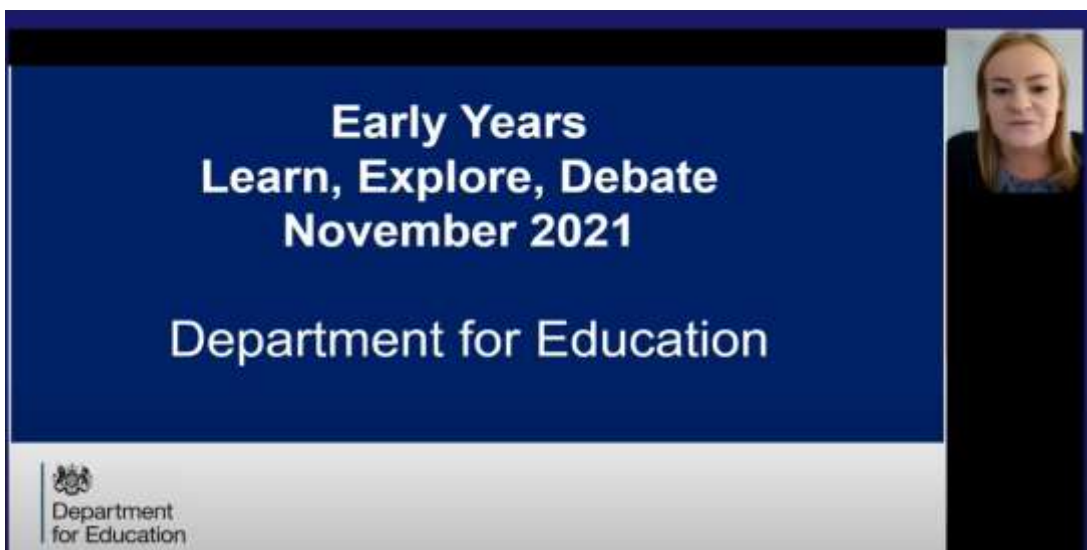 Early Years
Learn, Explore, Debate
November 2021
Department for Education
Department
for Education